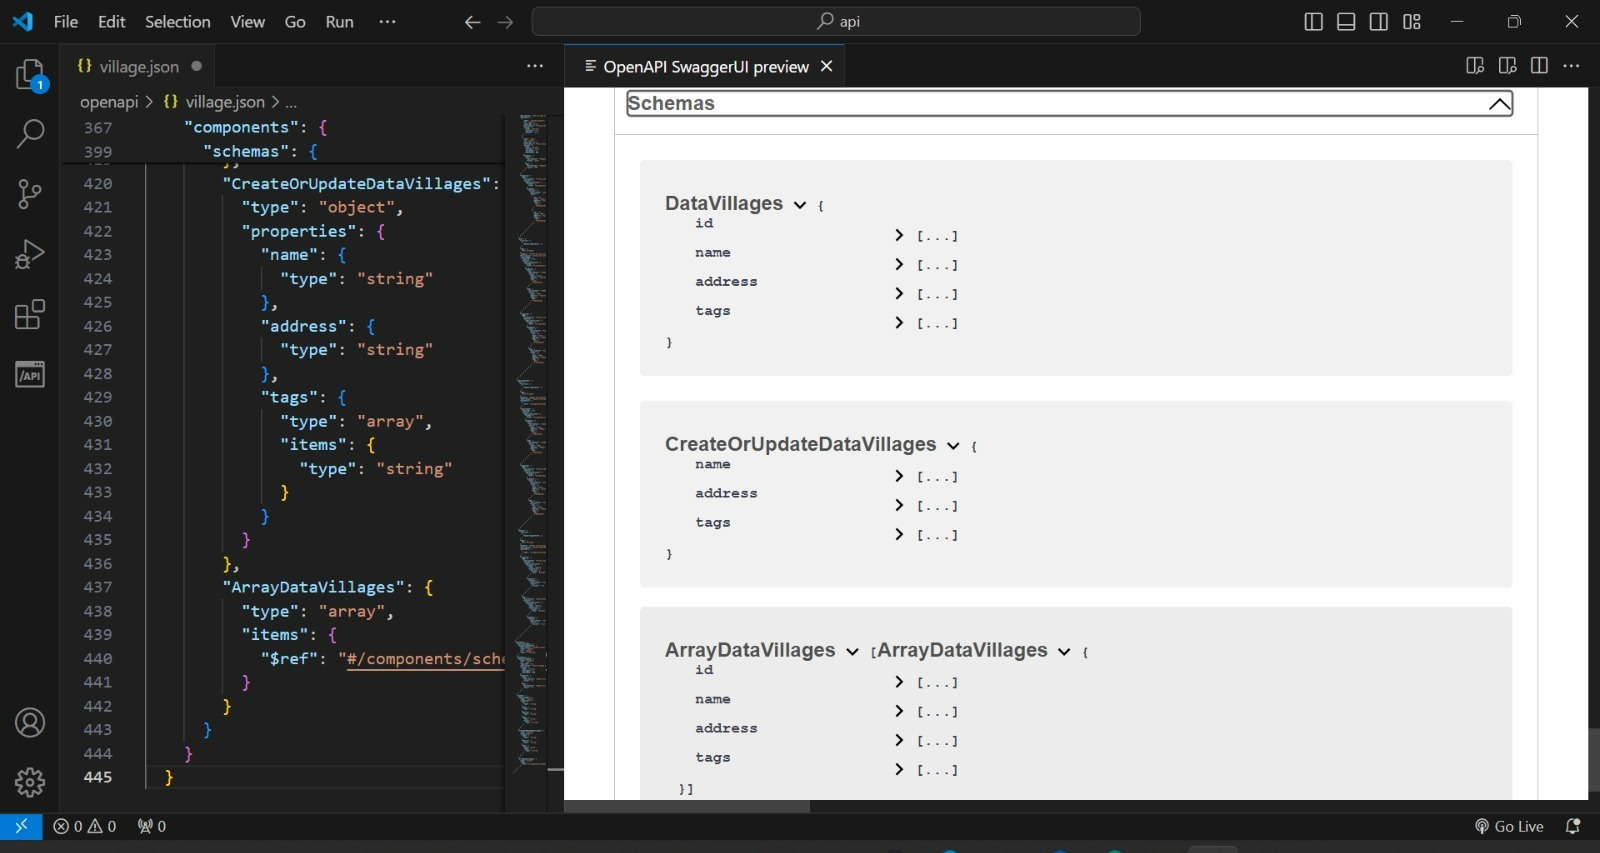 File Edit Selection View Go Run ...
api
{} village.json
OpenAPI SwaggerUI preview
openapi > {} village.json > ...
1
367 "components": {
399 "schemas": {
420 "CreateOrUpdateDataVillages":
421 "type": "object",
422 "properties": {
423 "name": {
424 "type": "string"
425 },
426 "address": {
427 "type": "string"
428 },
429 "tags": {
430 "type": "array",
431 "items": {
432 "type": "string"
433 }
434 }
435 }
436 },
437 "ArrayDataVillages": {
438 "type": "array",
439 "items": {
440 "$ref": "#/components/sche
441 }
442 }
443 }
444 }
445 }
/API
Schemas
DataVillages {
id [...]
name [...]
address [...]
tags [...]
}
CreateOrUpdateDataVillages {
name [...]
address [...]
tags [...]
}
ArrayDataVillages [ArrayDataVillages {
id [...]
name [...]
address [...]
tags [...]
}]
0 0 0
Go Live